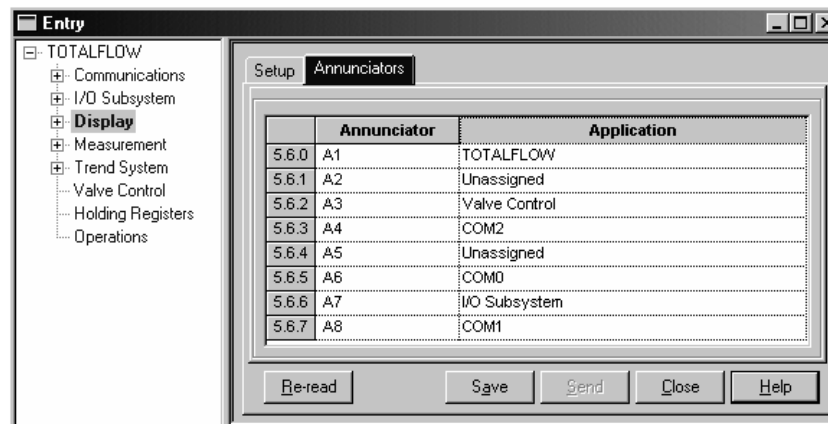 Entry
TOTALFLOW
Communications
I/O Subsystem
Display
Measurement
Trend System
Valve Control
Holding Registers
Operations
Setup Annunciators
Annunciator Application
5.6.0 A1 TOTALFLOW
5.6.1 A2 Unassigned
5.6.2 A3 Valve Control
5.6.3 A4 COM2
5.6.4 A5 Unassigned
5.6.5 A6 COM0
5.6.6 A7 I/O Subsystem
5.6.7 A8 COM1
Re-read Save Send Close Help